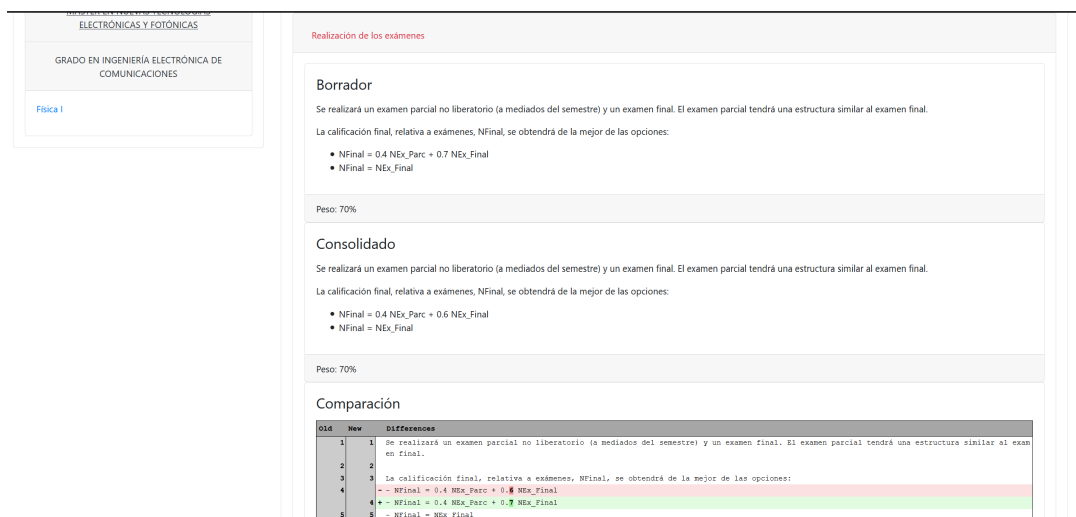 MÁSTER EN NUEVAS TECNOLOGÍAS
ELECTRÓNICAS Y FOTÓNICAS
GRADO EN INGENIERÍA ELECTRÓNICA DE
COMUNICACIONES
Física I
Realización de los exámenes
Borrador
Se realizará un examen parcial no liberatorio (a mediados del semestre) y un examen final. El examen parcial tendrá una estructura similar al examen final.
La calificación final, relativa a exámenes, NFinal, se obtendrá de la mejor de las opciones:
• NFinal = 0.4 NEx_Parc + 0.7 NEx_Final
• NFinal = NEx_Final
Peso: 70%
Consolidado
Se realizará un examen parcial no liberatorio (a mediados del semestre) y un examen final. El examen parcial tendrá una estructura similar al examen final.
La calificación final, relativa a exámenes, NFinal, se obtendrá de la mejor de las opciones:
• NFinal = 0.4 NEx_Parc + 0.6 NEx_Final
• NFinal = NEx_Final
Peso: 70%
Comparación
Old New Differences
1 1 Se realizará un examen parcial no liberatorio (a mediados del semestre) y un examen final. El examen parcial tendrá una estructura similar al exam
en final.
2 2
3 3 La calificación final, relativa a exámenes, NFinal, se obtendrá de la mejor de las opciones:
4 - - NFinal = 0.4 NEx_Parc + 0.6 NEx_Final
4 + - NFinal = 0.4 NEx_Parc + 0.7 NEx_Final
5 5 - NFinal = NEx_Final